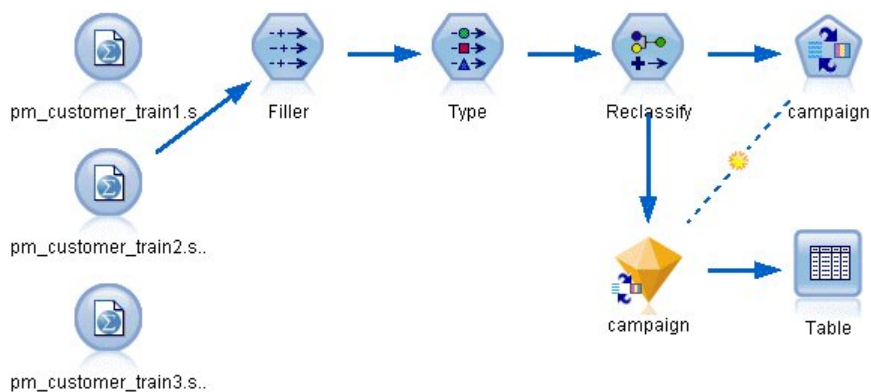 pm_customer_train1.s
Filler
Type
Reclassify
campaign
pm_customer_train2.s..
campaign
Table
pm_customer_train3.s..